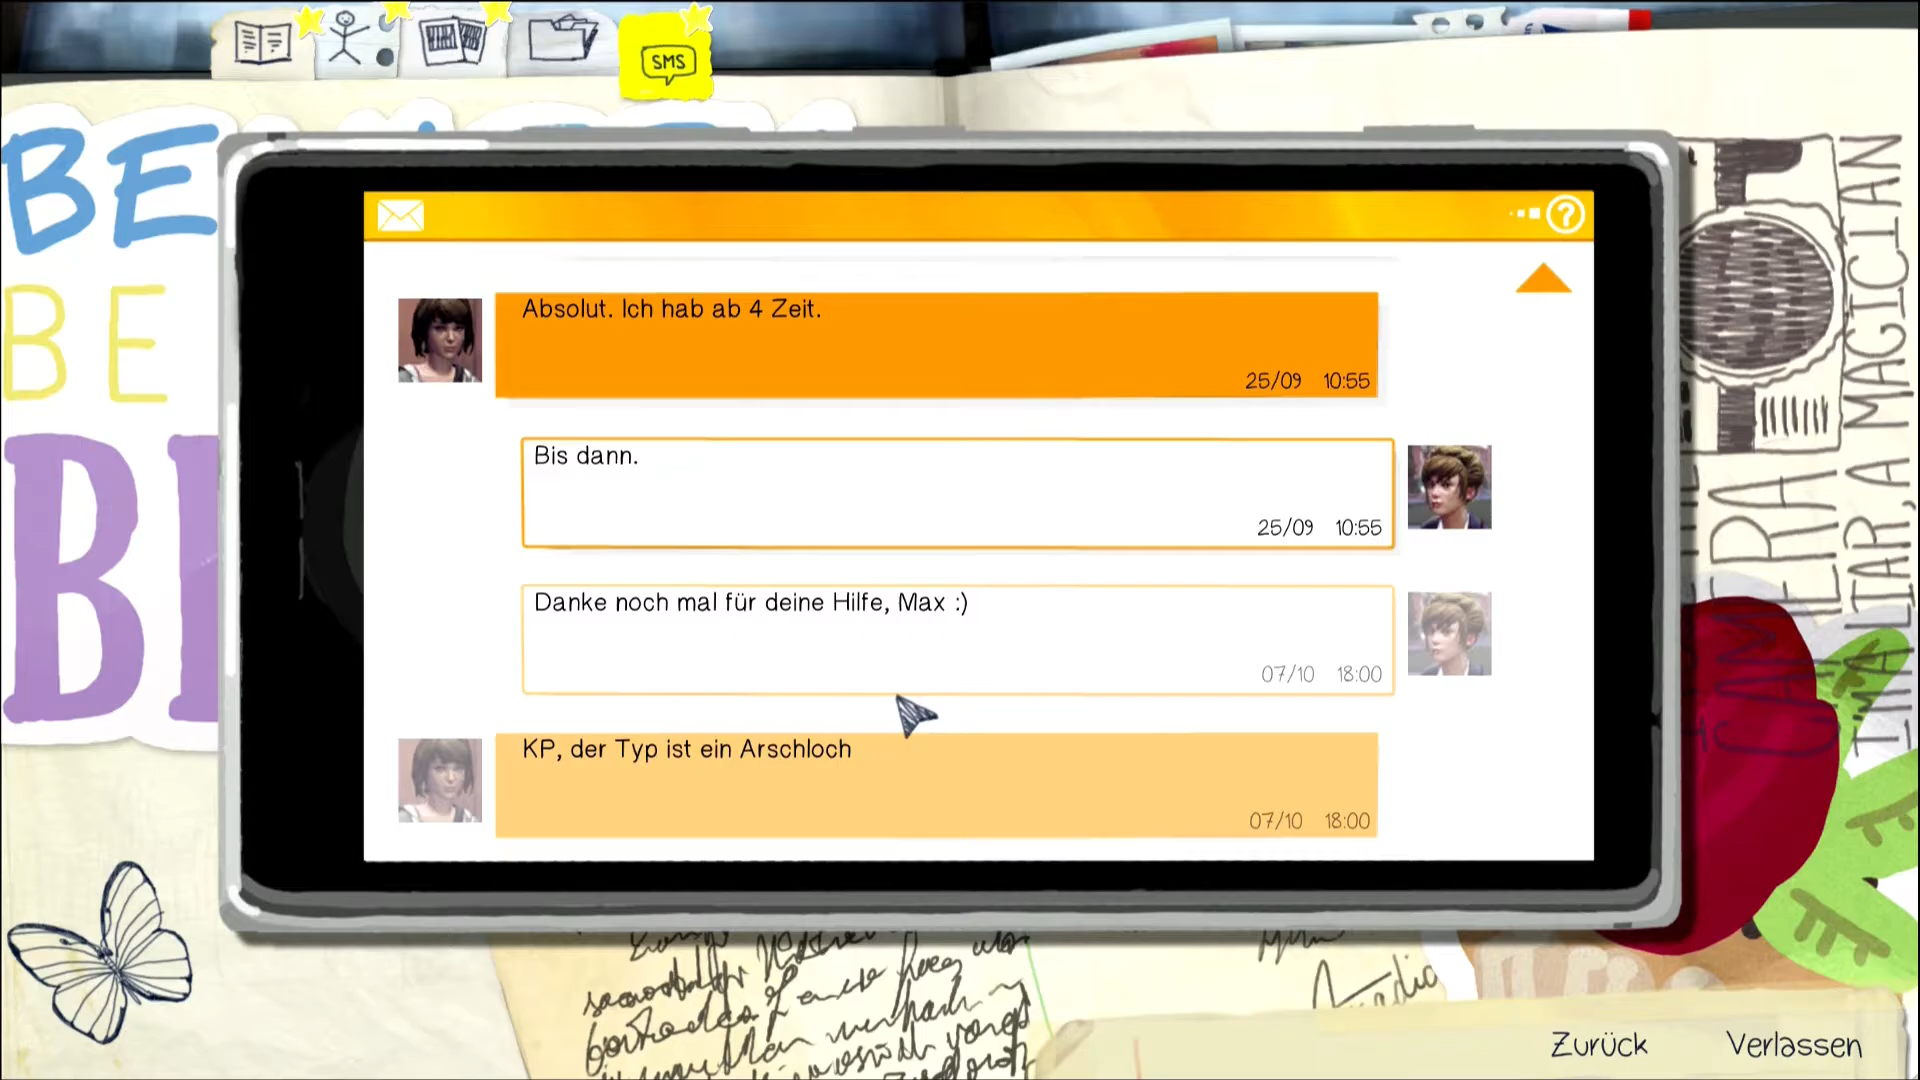 SMS
Absolut. Ich hab ab 4 Zeit.
25/09 10:55
Bis dann.
25/09 10:55
Danke noch mal für deine Hilfe, Max :)
07/10 18:00
KP, der Typ ist ein Arschloch
07/10 18:00
BE
BE
CAMERA
LIAR, A MAGICIAN
Zurück Verlassen